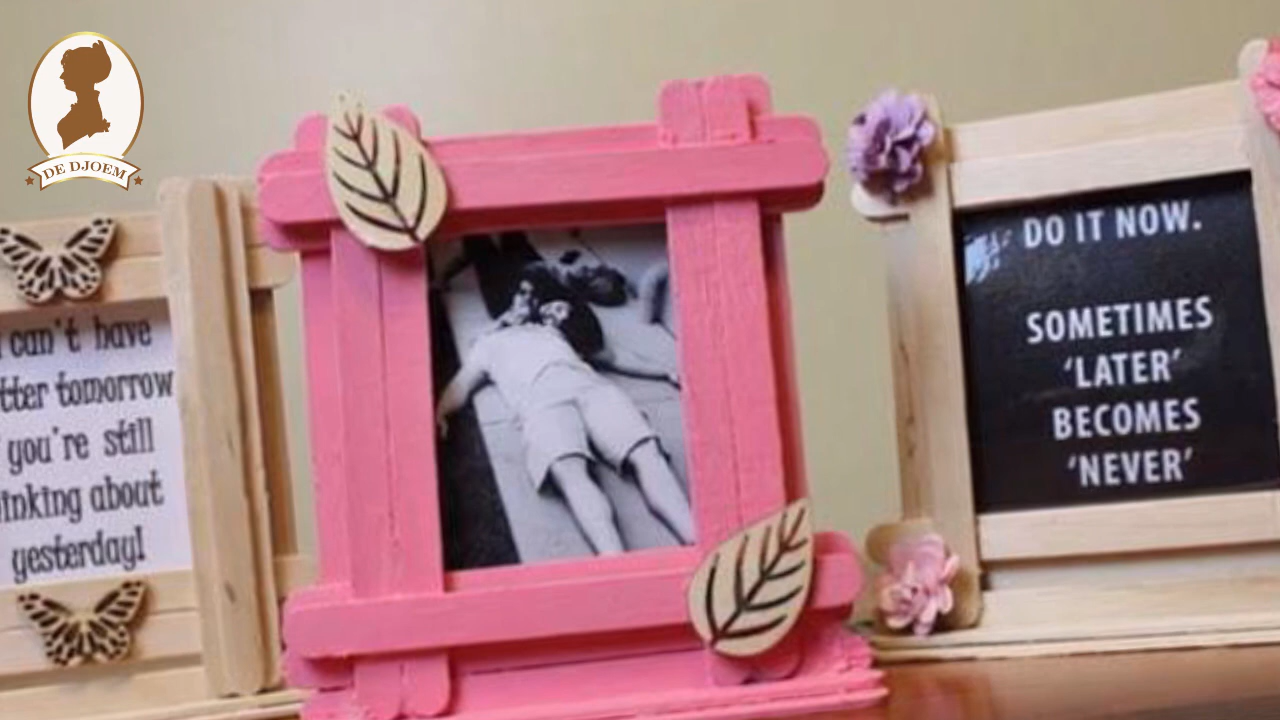 DE DJOEM
can't have
tter tomorrow
you're still
inking about
yesterday!
DO IT NOW.
SOMETIMES
'LATER'
BECOMES
'NEVER'